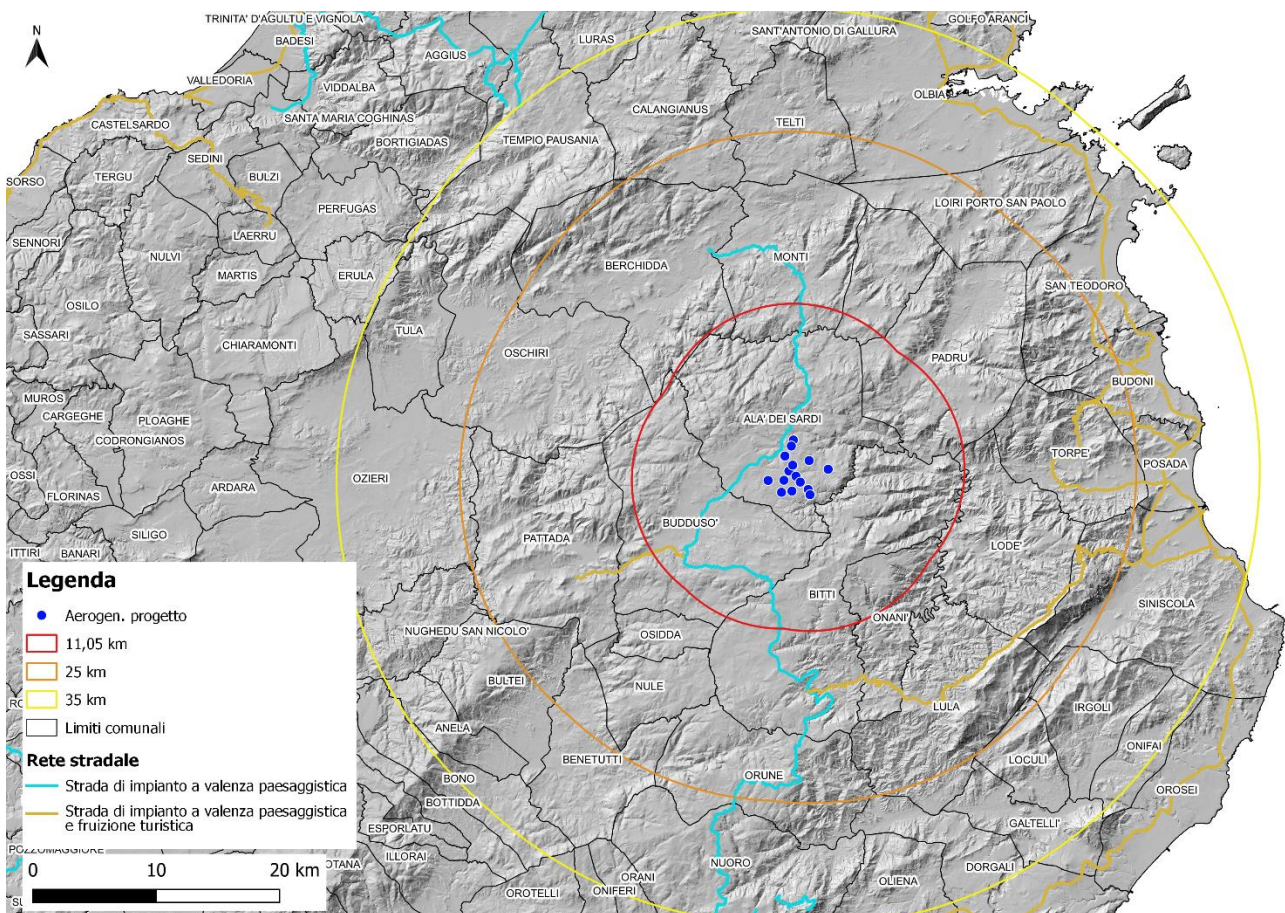 TRINITA' D'AGULTU E VIGNOLA
GOLFO ARANCI
N
BADESI
LURAS
SANT'ANTONIO DI GALLURA
AGGIUS
VALLEDORIA
VIDDALBA
OLBIA
CALANGIANUS
SANTA MARIA COGHINAS
CASTELSARDO
TELTI
BORTIGIADAS
TEMPIO PAUSANIA
SEDINI
TERGU
BULZI
SORSO
PERFUGAS
LOIRI PORTO SAN PAOLO
LAERRU
SENNORI
NULVI
MONTI
BERCHIDDA
MARTIS
ERULA
SAN TEODORO
OSILO
SASSARI
TULA
CHIARAMONTI
OSCHIRI
PADRU
BUDONI
MUROS
CARGEGHE
PLOAGHE
ALA' DEI SARDI
CODRONGIANOS
TORPE'
POSADA
OSSI
OZIERI
ARDARA
FLORINAS
BUDDUSO'
SILIGO
PATTADA
LODE'
ITTIRI
BANARI
Legenda
Aerogen. progetto
11,05 km
25 km
35 km
Limiti comunali
Rete stradale
Strada di impianto a valenza paesaggistica
Strada di impianto a valenza paesaggistica
e fruizione turistica
0 10 20 km
BITTI
SINISCOLA
ONANI'
NUGHEDU SAN NICOLO'
OSIDDA
BULTEI
NULE
LULA
IRGOLI
ANELA
ONIFAI
BENETUTTI
LOCULI
ORUNE
BONO
OROSEI
BOTTIDDA
GALTELLI'
ESPORLATU
POZZOMAGGIORE
ILLORAI
NUORO
DORGALI
ORANI
OLIENA
ONIFERI
OROTELLI